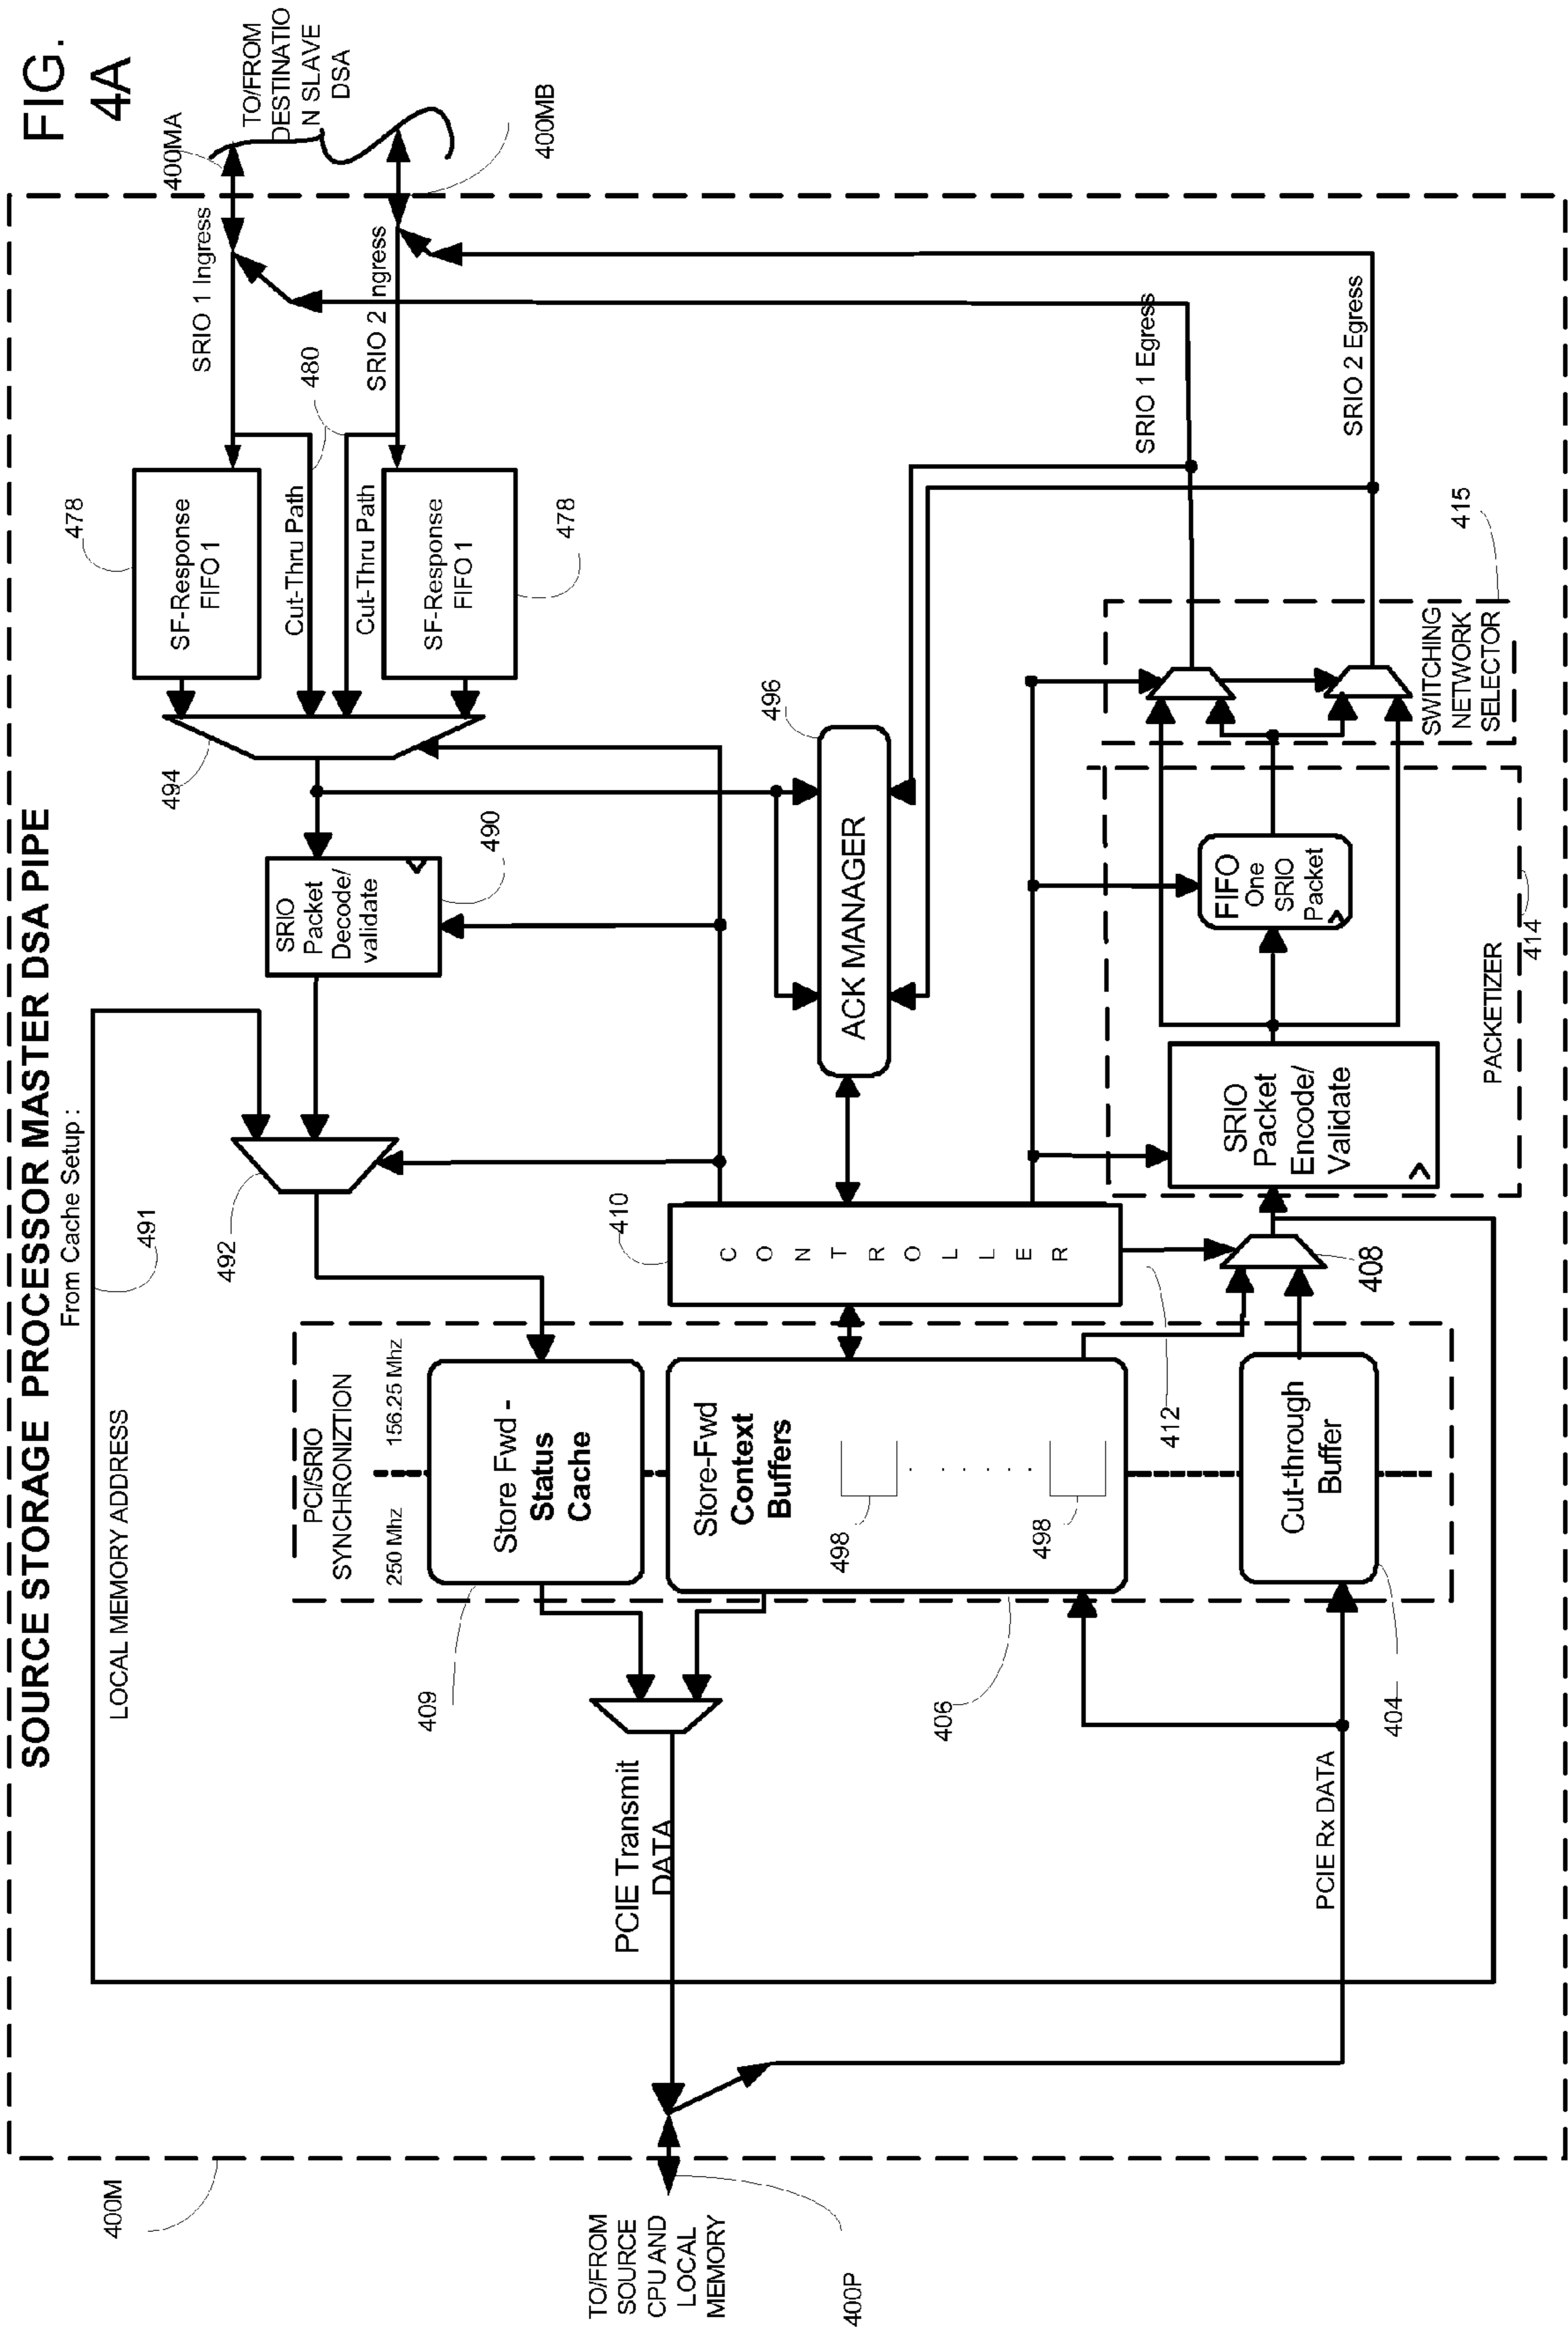 FIG.
4A
SOURCE STORAGE PROCESSOR MASTER DSA PIPE
From Cache Setup :
LOCAL MEMORY ADDRESS
491
400M
400MA
TO/FROM
DESTINATIO
N SLAVE
DSA
400MB
SRIO 1 Ingress
SRIO 2 Ingress
480
478
SF-Response
FIFO 1
Cut-Thru Path
Cut-Thru Path
SF-Response
FIFO 1
478
494
490
SRIO
Packet
Decode/
validate
492
PCI/SRIO
SYNCHRONIZTION
250 Mhz
156.25 Mhz
Store Fwd -
Status
Cache
409
410
C O N T R O L L E R
496
ACK MANAGER
Store-Fwd
Context
Buffers
498
. . . . . . .
498
406
412
PCIE Transmit
DATA
TO/FROM
SOURCE
CPU AND
LOCAL
MEMORY
400P
PCIE Rx DATA
Cut-through
Buffer
404
408
SRIO
Packet
Encode/
Validate
FIFO
One
SRIO
Packet
PACKETIZER
414
SWITCHING
NETWORK
SELECTOR
415
SRIO 1 Egress
SRIO 2 Egress